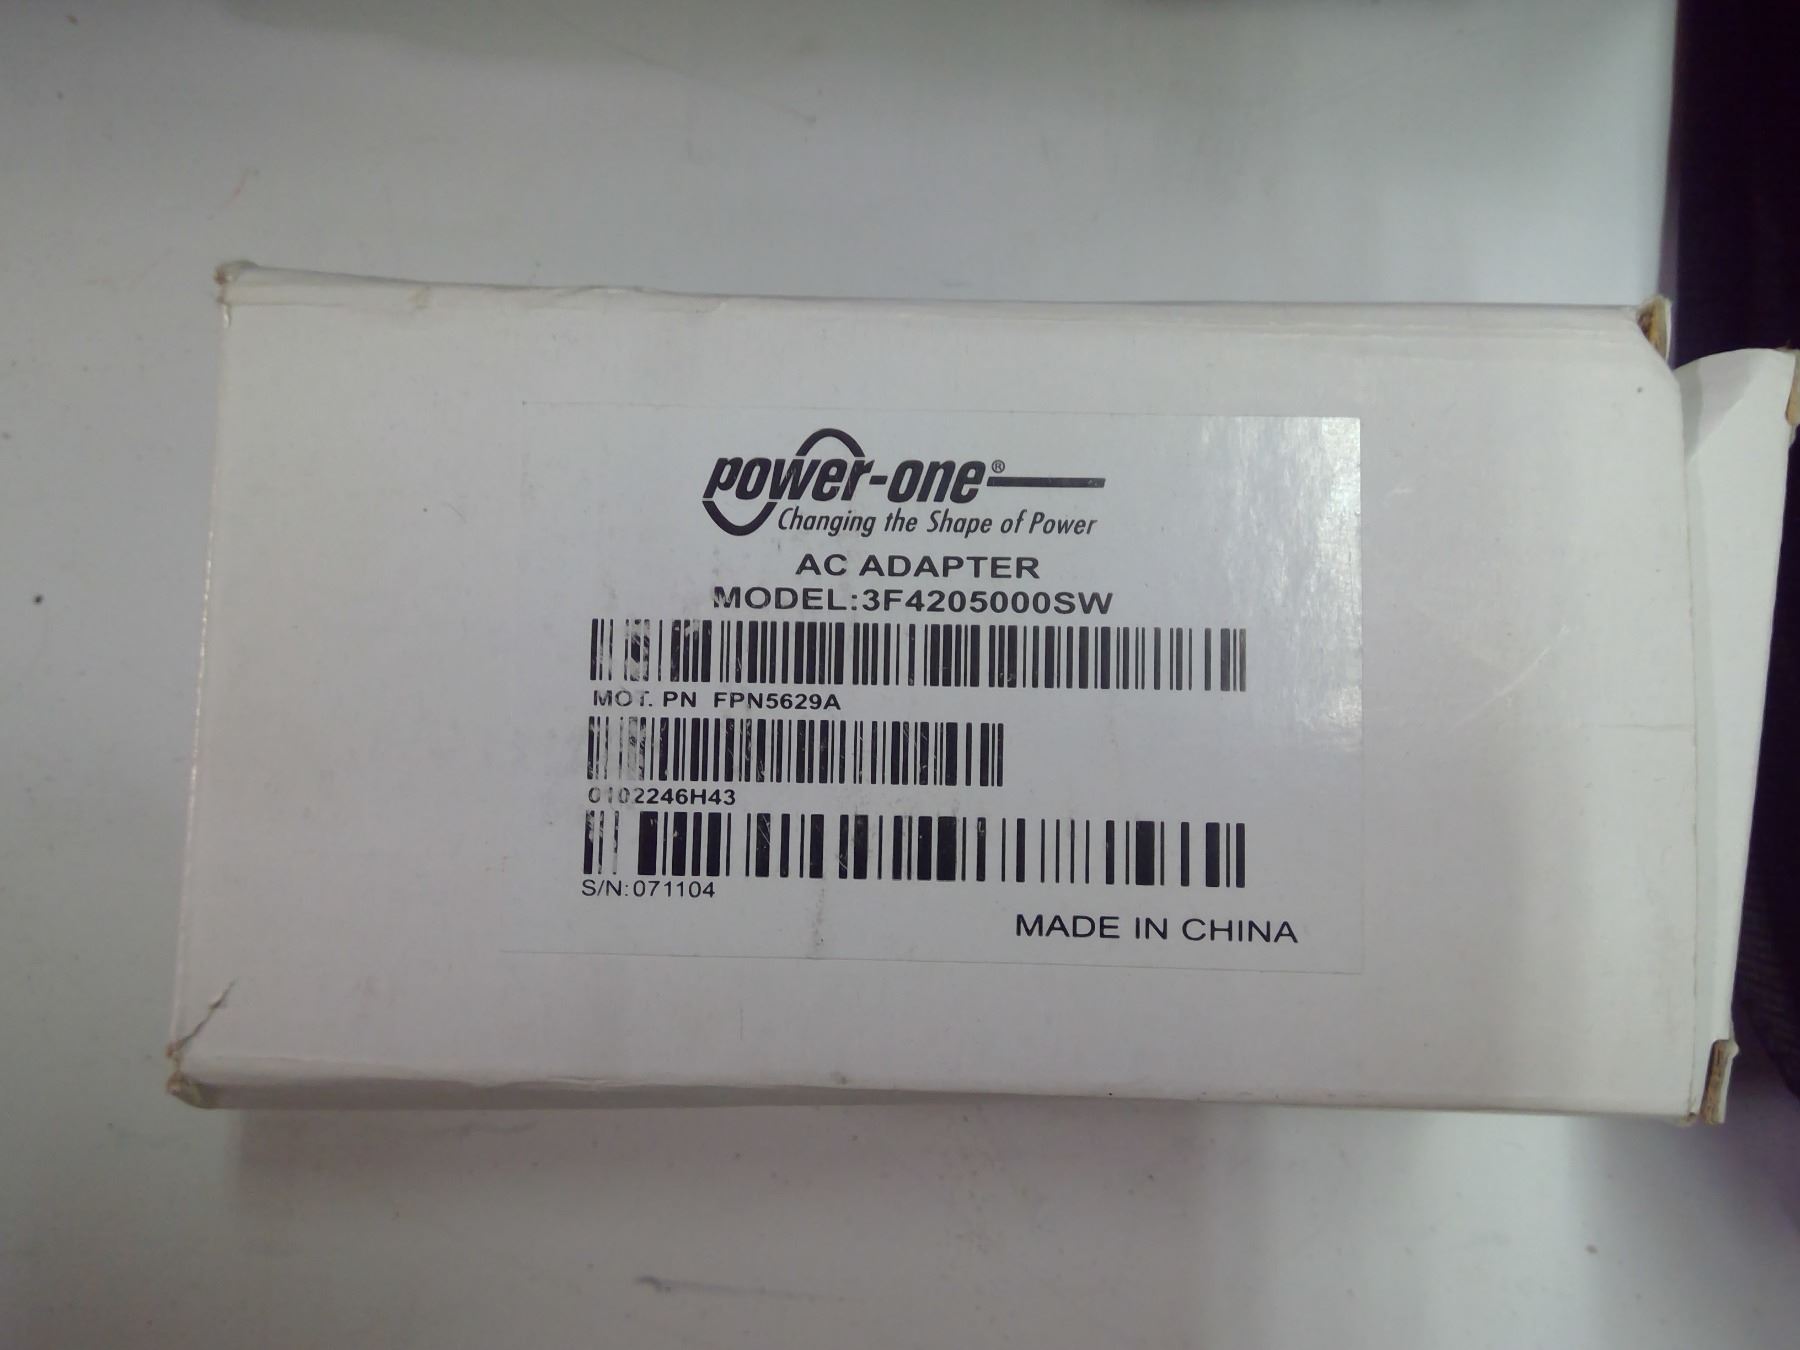 power-one®
Changing the Shape of Power
AC ADAPTER
MODEL:3F4205000SW
MOT. PN FPN5629A
0102246H43
S/N:071104
MADE IN CHINA